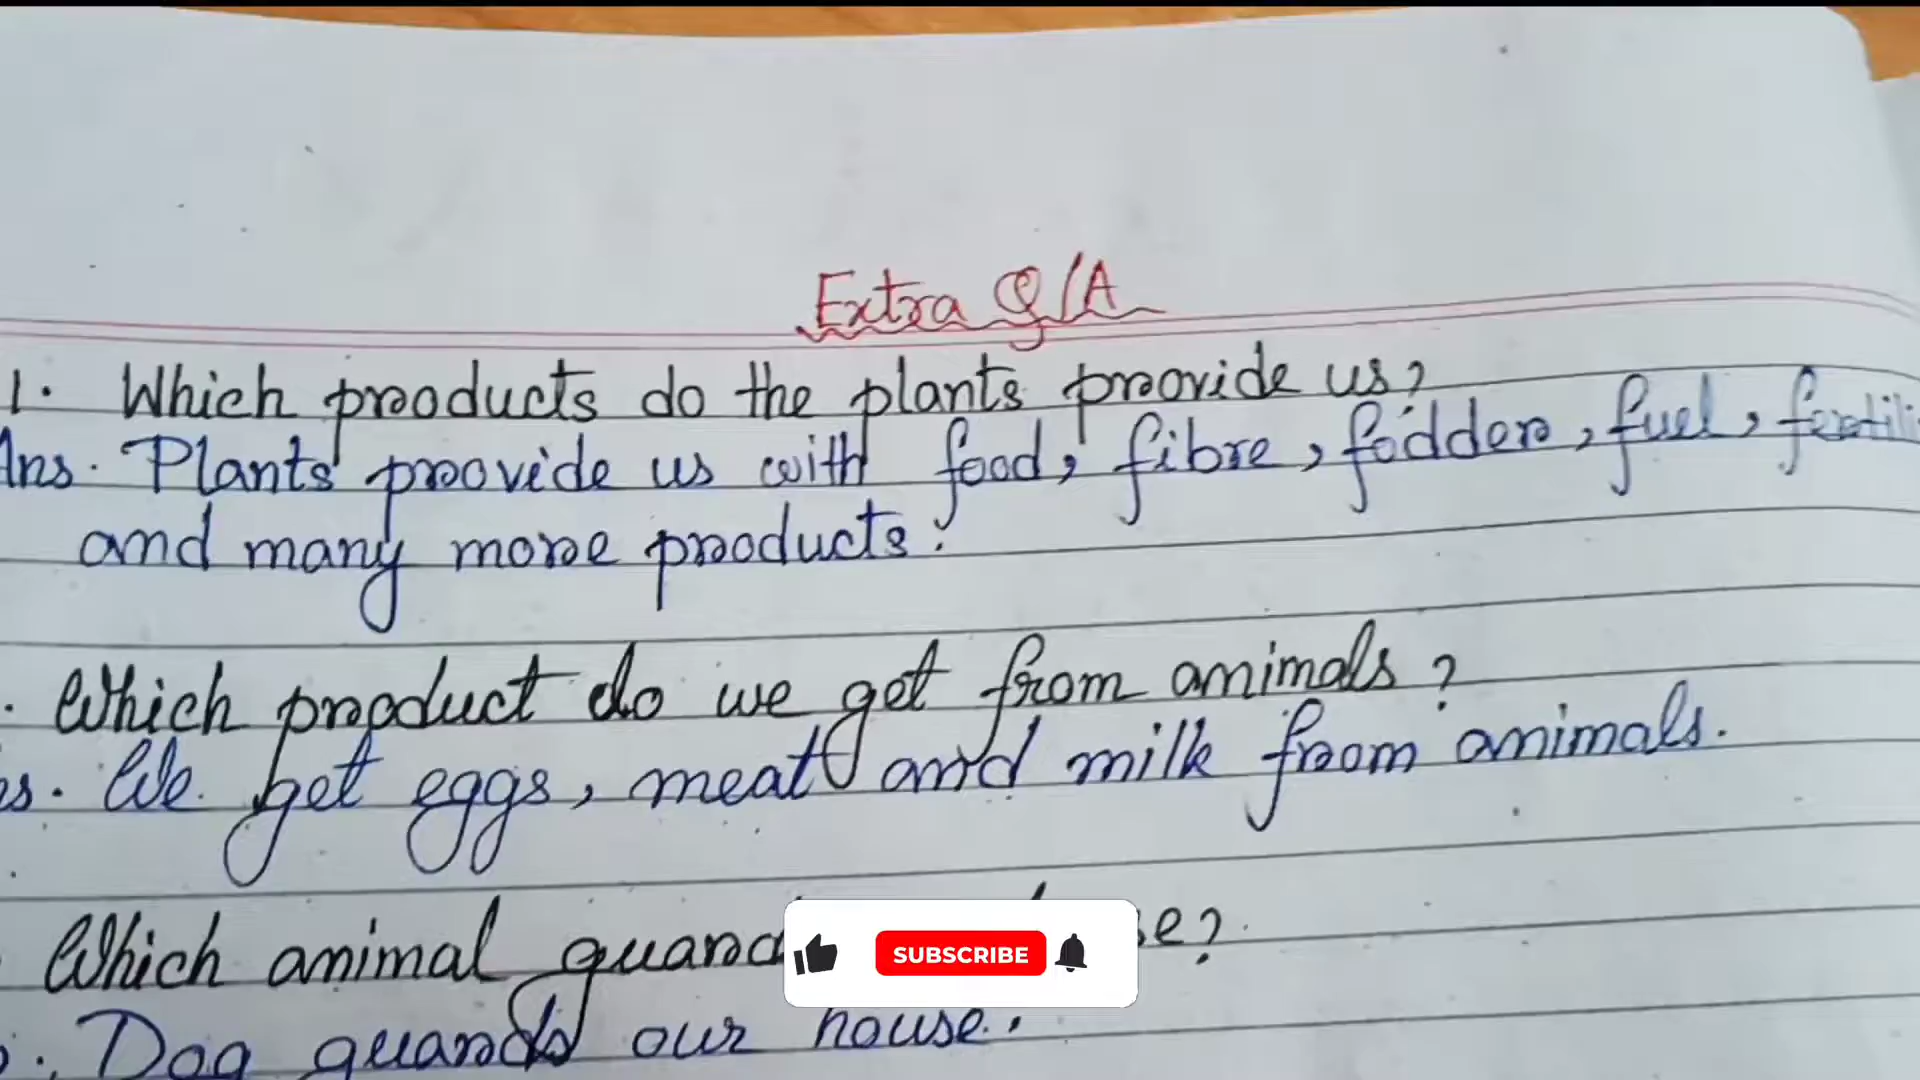 Extra Q/A
1. Which products do the plants provide us?
Ans. Plants provide us with food, fibre, fodder, fuel,
and many more products.
. Which product do we get from animals?
s. We get eggs, meat and milk from animals.
Which animal
SUBSCRIBE
. Dog guards our house.